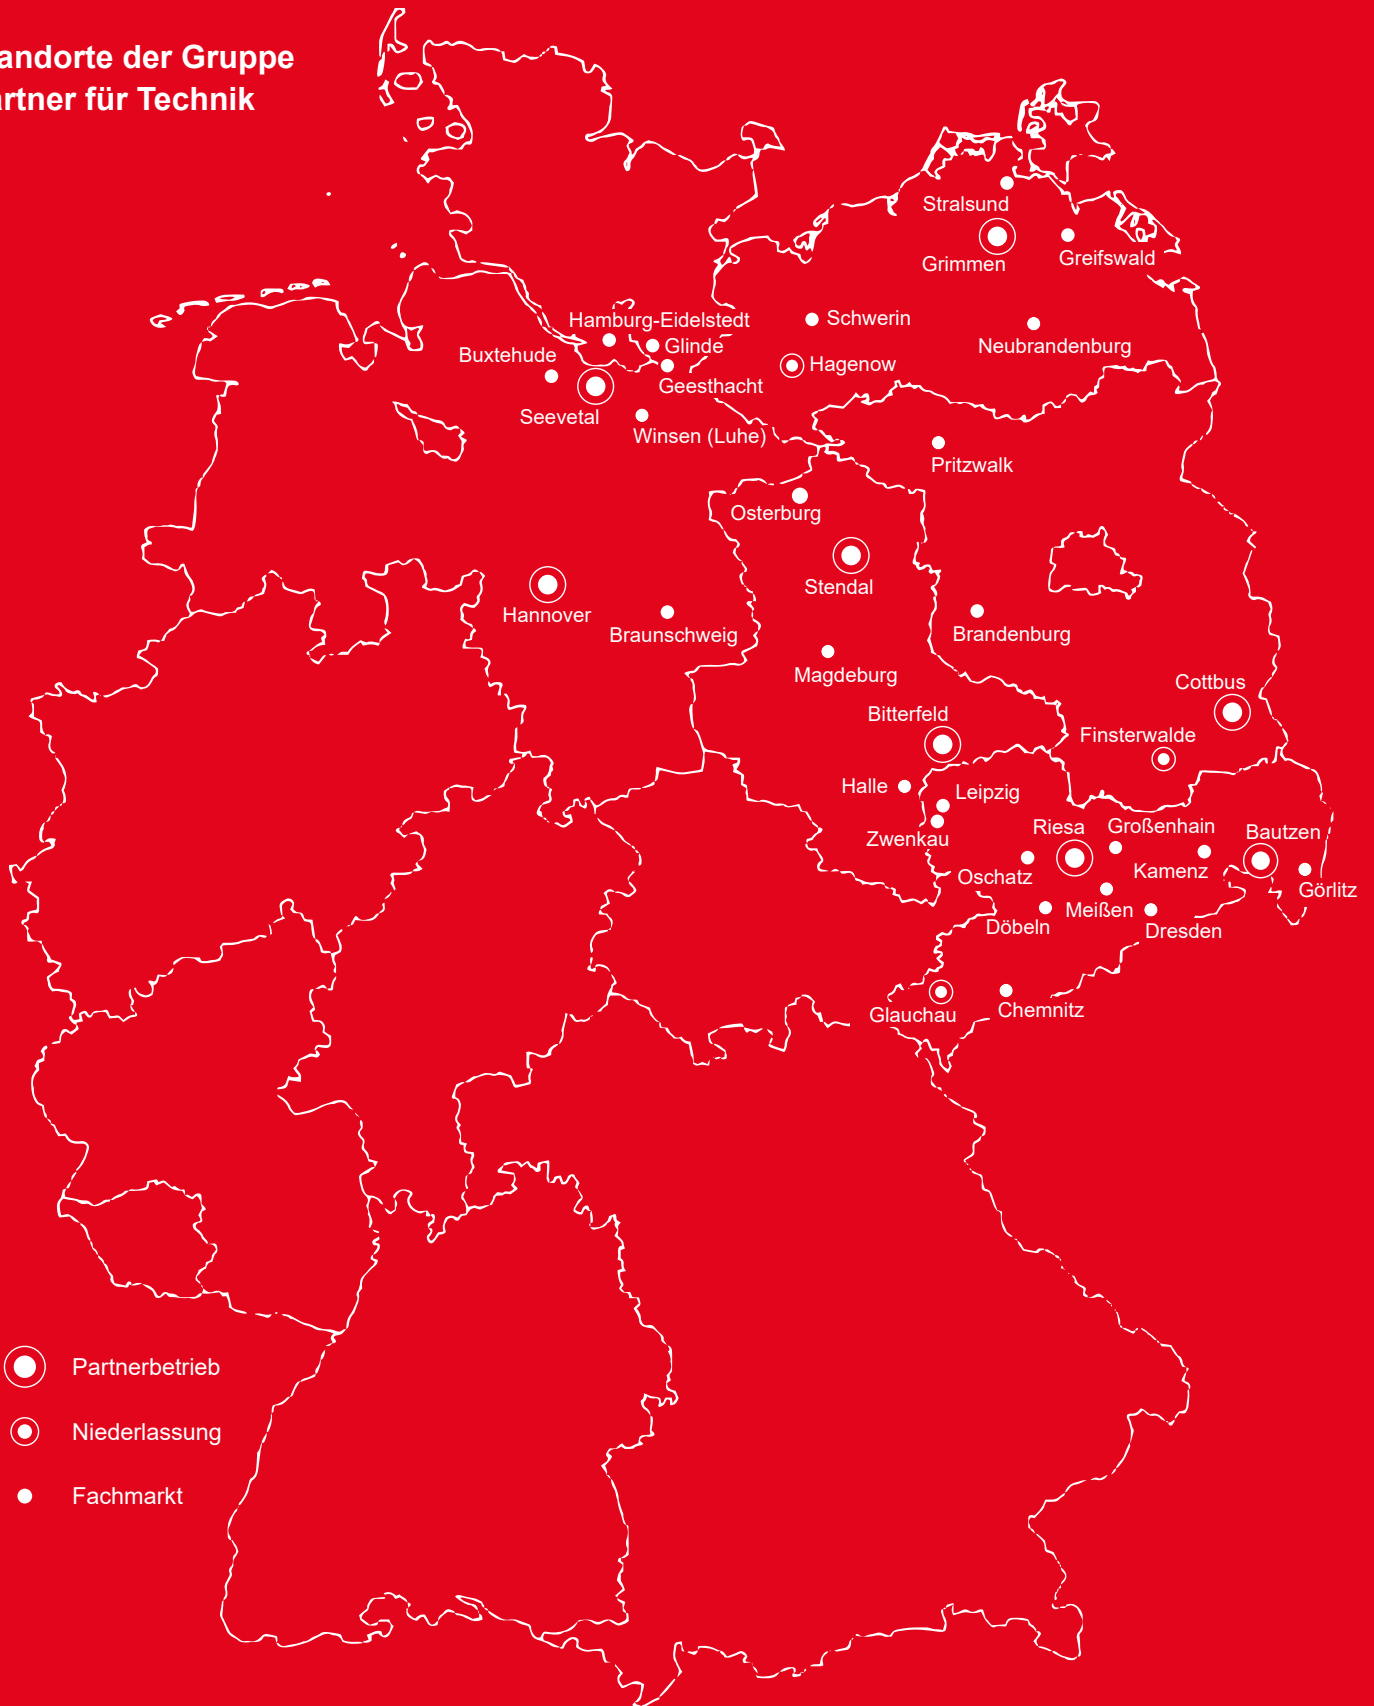 andorte der Gruppe
artner für Technik
Stralsund
Grimmen
Greifswald
Hamburg-Eidelstedt
Schwerin
Glinde
Neubrandenburg
Buxtehude
Hagenow
Geesthacht
Seevetal
Winsen (Luhe)
Pritzwalk
Osterburg
Stendal
Hannover
Braunschweig
Brandenburg
Magdeburg
Cottbus
Bitterfeld
Finsterwalde
Halle
Leipzig
Zwenkau
Riesa
Großenhain
Bautzen
Oschatz
Kamenz
Görlitz
Meißen
Döbeln
Dresden
Glauchau
Chemnitz
Partnerbetrieb
Niederlassung
Fachmarkt